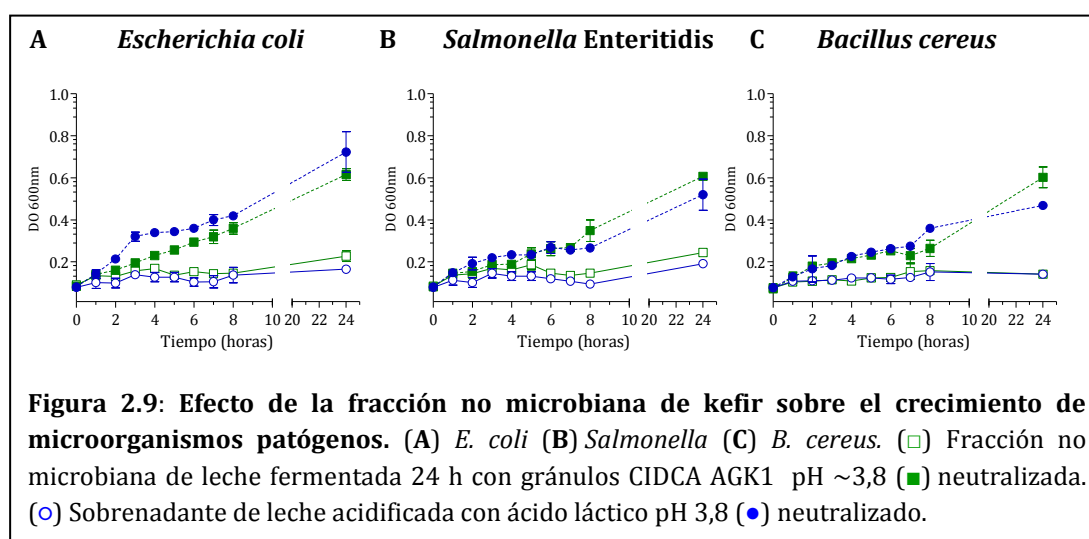 A Escherichia coli B Salmonella Enteritidis C Bacillus cereus
1.0 1.0 1.0
0.8 0.8 0.8
DO 600nm 0.6 DO 600nm 0.6 DO 600nm 0.6
0.4 0.4 0.4
0.2 0.2 0.2
0 2 4 6 8 10 20 22 24 0 2 4 6 8 10 20 22 24 0 2 4 6 8 10 20 22 24
Tiempo (horas) Tiempo (horas) Tiempo (horas)
Figura 2.9: Efecto de la fracción no microbiana de kefir sobre el crecimiento de
microorganismos patógenos. (A) E. coli (B) Salmonella (C) B. cereus. (□) Fracción no
microbiana de leche fermentada 24 h con gránulos CIDCA AGK1 pH ~3,8 (■) neutralizada.
(○) Sobrenadante de leche acidificada con ácido láctico pH 3,8 (●) neutralizado.